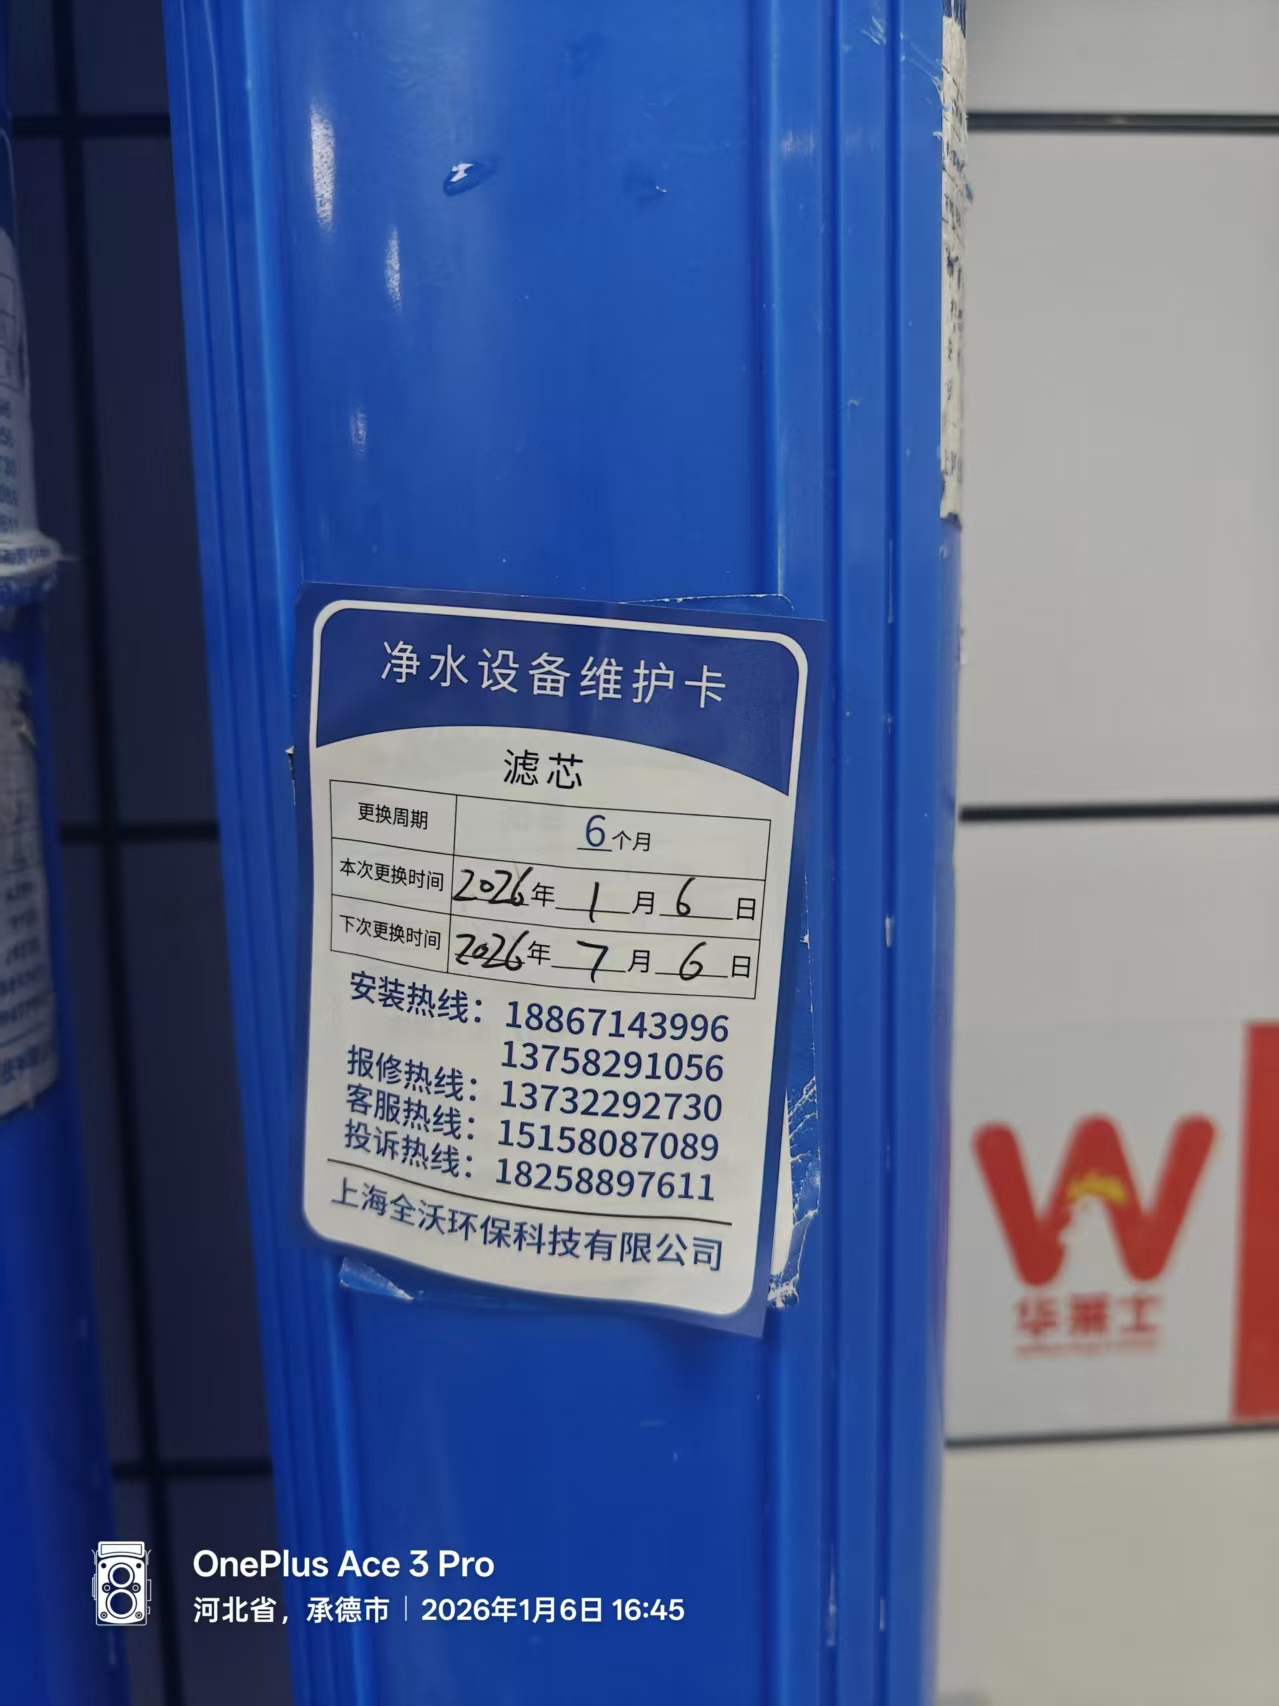 净水设备维护卡
滤芯
更换周期 6个月
本次更换时间 2026年1月6日
下次更换时间 2026年7月6日
安装热线：18867143996
13758291056
报修热线：13732292730
客服热线：15158087089
投诉热线：18258897611
上海全沃环保科技有限公司
W
华莱士
OnePlus Ace 3 Pro
河北省，承德市｜2026年1月6日 16:45